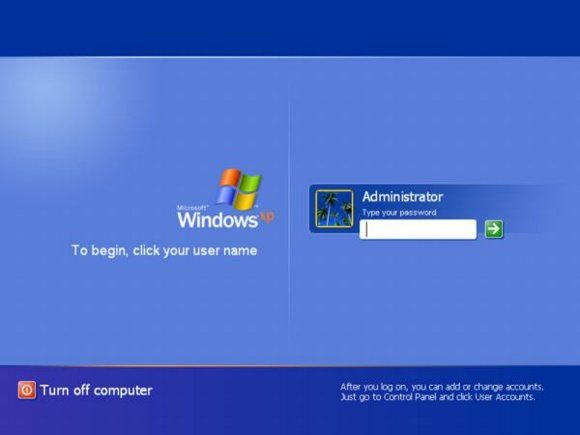 Microsoft
Windows xp
To begin, click your user name
Administrator
Type your password
Turn off computer
After you log on, you can add or change accounts.
Just go to Control Panel and click User Accounts.